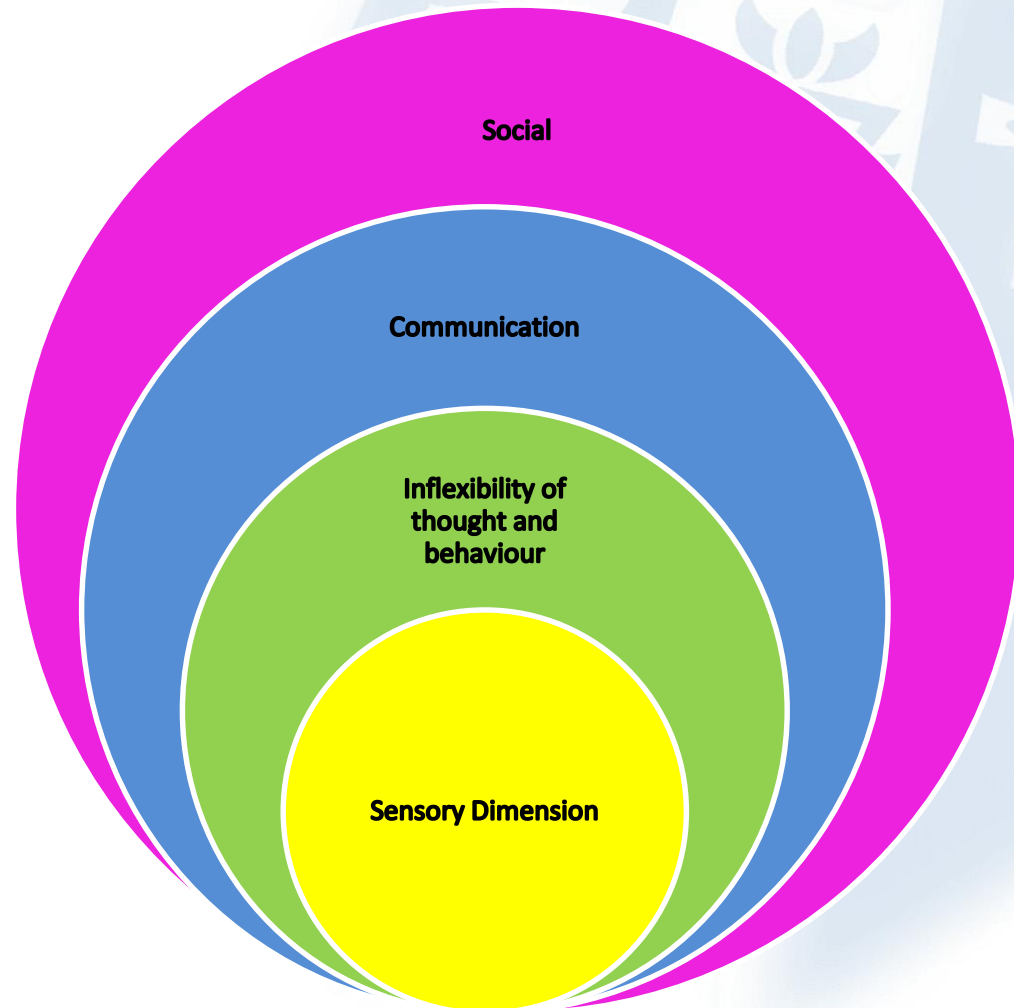 Social
Communication
Inflexibility of
thought and
behaviour
Sensory Dimension